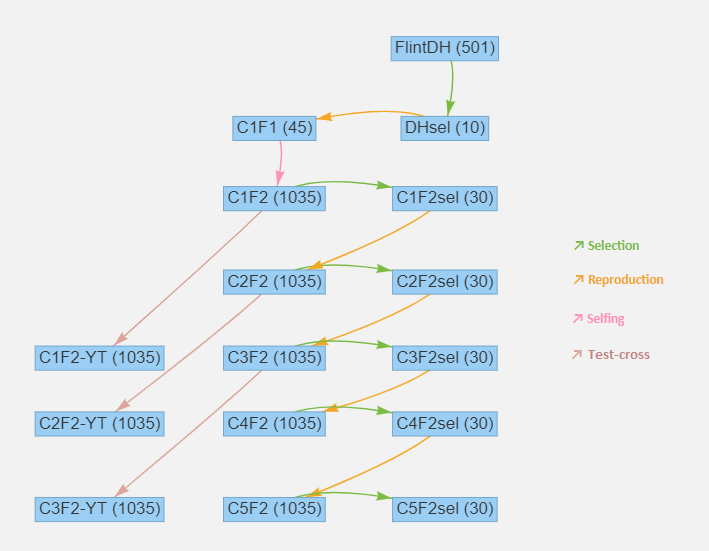 FlintDH (501)
C1F1 (45)
DHsel (10)
C1F2 (1035)
C1F2sel (30)
Selection
C2F2 (1035)
C2F2sel (30)
Reproduction
Selfing
C1F2-YT (1035)
C3F2 (1035)
C3F2sel (30)
Test-cross
C2F2-YT (1035)
C4F2 (1035)
C4F2sel (30)
C3F2-YT (1035)
C5F2 (1035)
C5F2sel (30)